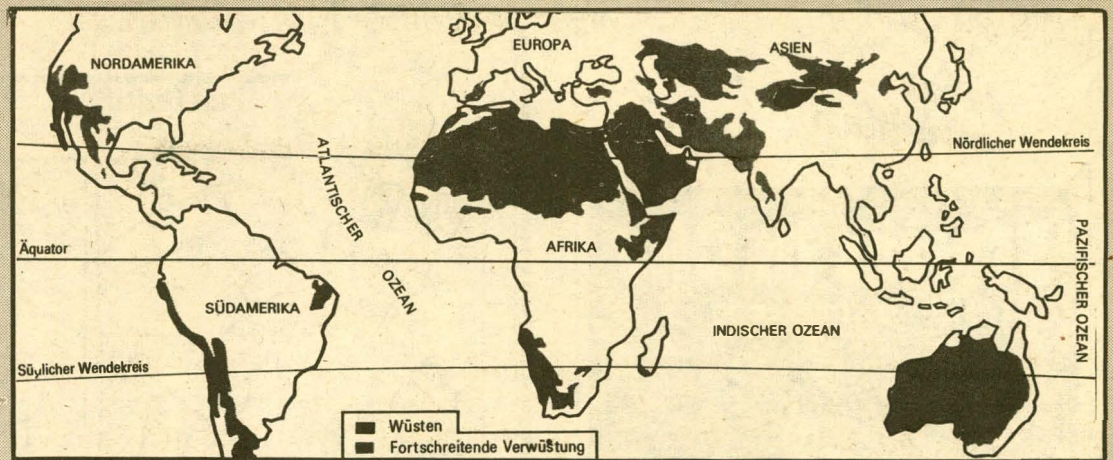 NORDAMERIKA
EUROPA
ASIEN
ATLANTISCHER
OZEAN
Nördlicher Wendekreis
Äquator
AFRIKA
SÜDAMERIKA
INDISCHER OZEAN
PAZIFISCHER OZEAN
Südlicher Wendekreis
Wüsten
Fortschreitende Verwüstung